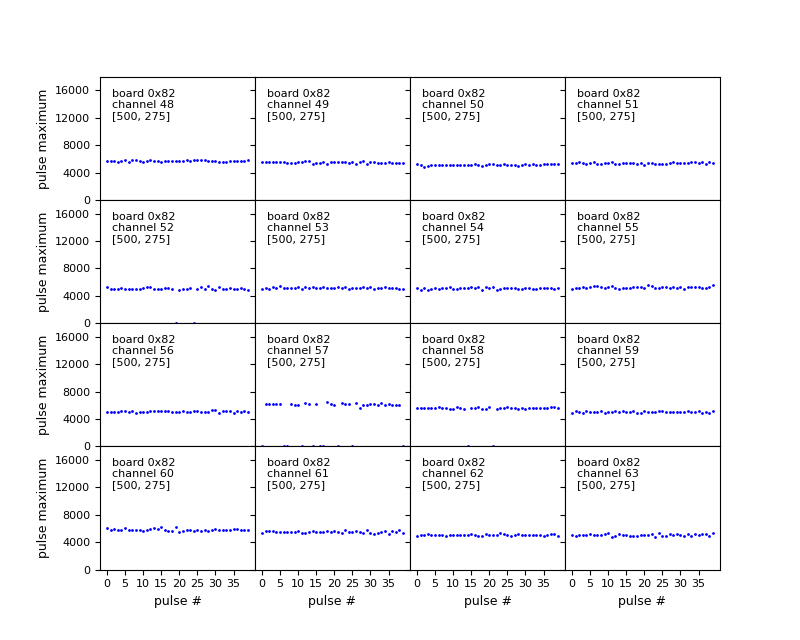 pulse maximum
16000
12000
8000
4000
0
board 0x82
channel 48
[500, 275]
board 0x82
channel 49
[500, 275]
board 0x82
channel 50
[500, 275]
board 0x82
channel 51
[500, 275]
pulse maximum
16000
12000
8000
4000
0
board 0x82
channel 52
[500, 275]
board 0x82
channel 53
[500, 275]
board 0x82
channel 54
[500, 275]
board 0x82
channel 55
[500, 275]
pulse maximum
16000
12000
8000
4000
0
board 0x82
channel 56
[500, 275]
board 0x82
channel 57
[500, 275]
board 0x82
channel 58
[500, 275]
board 0x82
channel 59
[500, 275]
pulse maximum
16000
12000
8000
4000
0
board 0x82
channel 60
[500, 275]
board 0x82
channel 61
[500, 275]
board 0x82
channel 62
[500, 275]
board 0x82
channel 63
[500, 275]
0 5 10 15 20 25 30 35
0 5 10 15 20 25 30 35
0 5 10 15 20 25 30 35
0 5 10 15 20 25 30 35
pulse #
pulse #
pulse #
pulse #